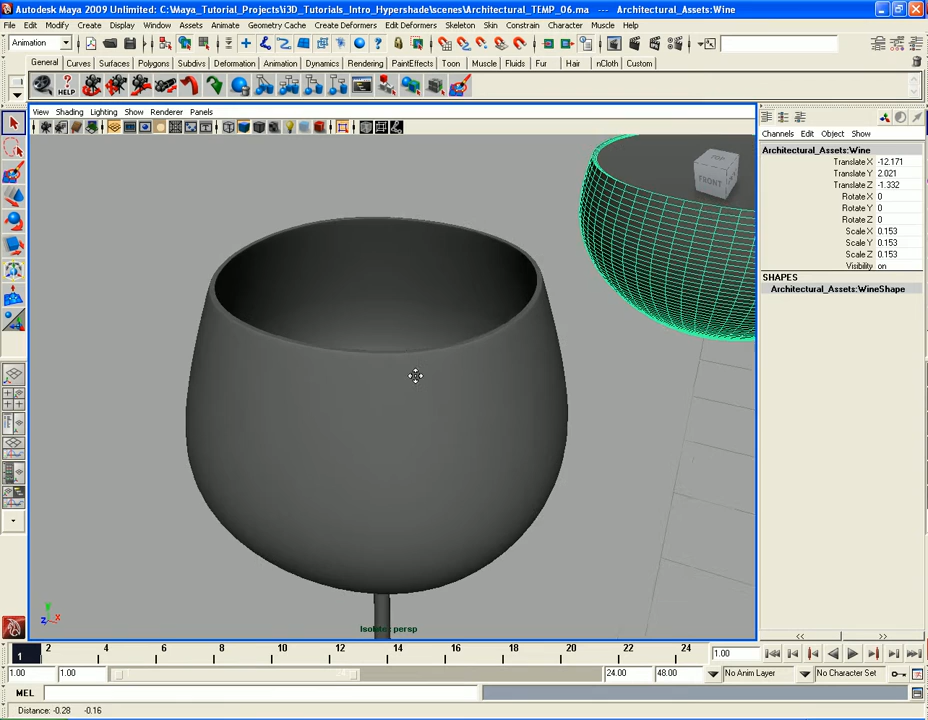 Autodesk Maya 2009 Unlimited: C:\Maya_Tutorial_Projects\i3D_Tutorials_Intro_Hypershade\scenes\Architectural_TEMP_06.ma --- Architectural_Assets:Wine
File Edit Modify Create Display Window Assets Animate Geometry Cache Create Deformers Edit Deformers Skeleton Skin Constrain Character Muscle Help
Animation
General Curves Surfaces Polygons Subdivs Deformation Animation Dynamics Rendering PaintEffects Toon Muscle Fluids Fur Hair nCloth Custom
HELP
View Shading Lighting Show Renderer Panels
Channels Edit Object Show
Architectural_Assets:Wine
Translate X -12.171
Translate Y 2.021
Translate Z -1.332
Rotate X 0
Rotate Y 0
Rotate Z 0
Scale X 0.153
Scale Y 0.153
Scale Z 0.153
Visibility on
SHAPES
Architectural_Assets:WineShape
TOP
FRONT
y
z x
persp
<< >>
1 2 4 6 8 10 12 14 16 18 20 22 24 1.00
1.00 1.00 24.00 48.00 No Anim Layer No Character Set
MEL
Distance: -0.28 -0.16